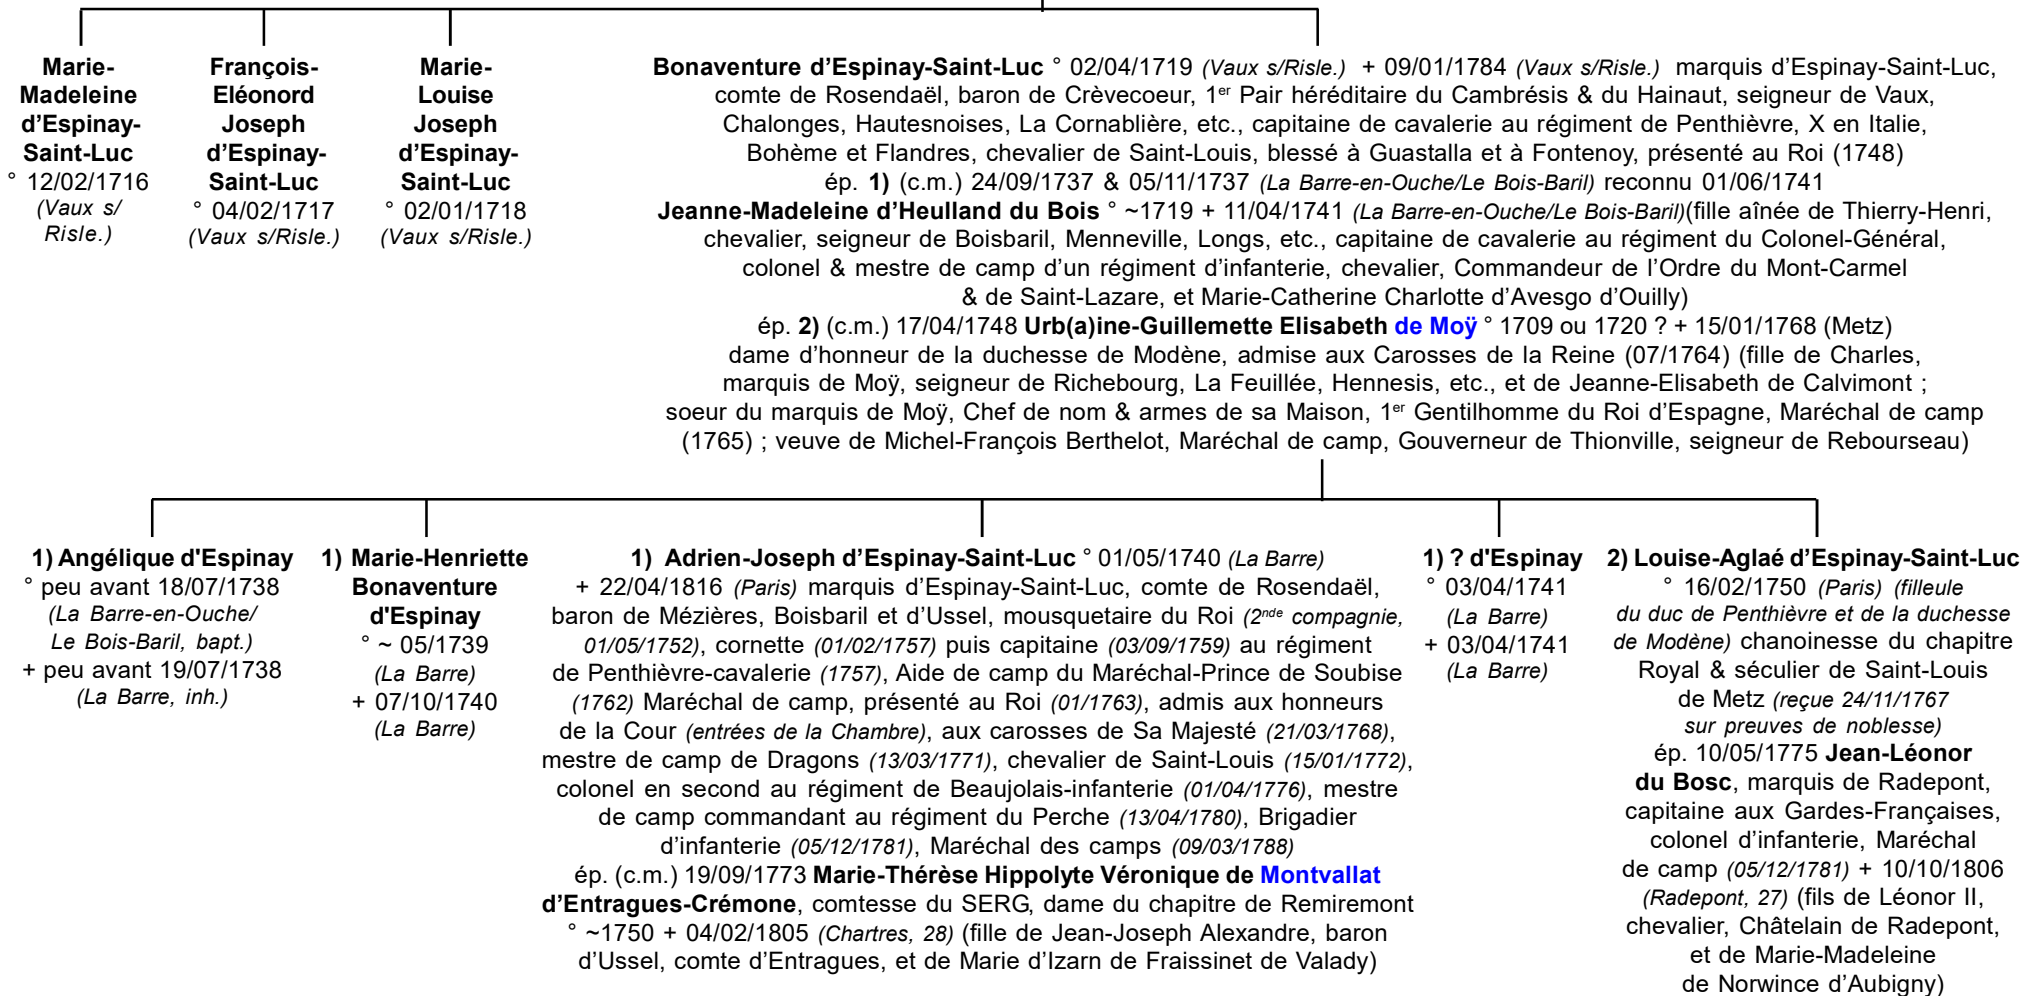 Marie-
Madeleine
d’Espinay-
Saint-Luc
° 12/02/1716
(Vaux s/
Risle.)
François-
Eléonord
Joseph
d’Espinay-
Saint-Luc
° 04/02/1717
(Vaux s/Risle.)
Marie-
Louise
Joseph
d’Espinay-
Saint-Luc
° 02/01/1718
(Vaux s/Risle.)
Bonaventure d’Espinay-Saint-Luc ° 02/04/1719 (Vaux s/Risle.) + 09/01/1784 (Vaux s/Risle.) marquis d’Espinay-Saint-Luc,
comte de Rosendaël, baron de Crèvecoeur, 1er Pair héréditaire du Cambrésis & du Hainaut, seigneur de Vaux,
Chalonges, Hautesnoises, La Cornablière, etc., capitaine de cavalerie au régiment de Penthièvre, X en Italie,
Bohème et Flandres, chevalier de Saint-Louis, blessé à Guastalla et à Fontenoy, présenté au Roi (1748)
ép. 1) (c.m.) 24/09/1737 & 05/11/1737 (La Barre-en-Ouche/Le Bois-Baril) reconnu 01/06/1741
Jeanne-Madeleine d’Heulland du Bois ° ~1719 + 11/04/1741 (La Barre-en-Ouche/Le Bois-Baril)(fille aînée de Thierry-Henri,
chevalier, seigneur de Boisbaril, Menneville, Longs, etc., capitaine de cavalerie au régiment du Colonel-Général,
colonel & mestre de camp d’un régiment d’infanterie, chevalier, Commandeur de l’Ordre du Mont-Carmel
& de Saint-Lazare, et Marie-Catherine Charlotte d’Avesgo d’Ouilly)
ép. 2) (c.m.) 17/04/1748 Urb(a)ine-Guillemette Elisabeth de Moÿ ° 1709 ou 1720 ? + 15/01/1768 (Metz)
dame d’honneur de la duchesse de Modène, admise aux Carosses de la Reine (07/1764) (fille de Charles,
marquis de Moÿ, seigneur de Richebourg, La Feuillée, Hennesis, etc., et de Jeanne-Elisabeth de Calvimont ;
soeur du marquis de Moÿ, Chef de nom & armes de sa Maison, 1er Gentilhomme du Roi d’Espagne, Maréchal de camp
(1765) ; veuve de Michel-François Berthelot, Maréchal de camp, Gouverneur de Thionville, seigneur de Rebourseau)
1) Angélique d'Espinay
° peu avant 18/07/1738
(La Barre-en-Ouche/
Le Bois-Baril, bapt.)
+ peu avant 19/07/1738
(La Barre, inh.)
1) Marie-Henriette
Bonaventure
d'Espinay
° ~ 05/1739
(La Barre)
+ 07/10/1740
(La Barre)
1) Adrien-Joseph d’Espinay-Saint-Luc ° 01/05/1740 (La Barre)
+ 22/04/1816 (Paris) marquis d’Espinay-Saint-Luc, comte de Rosendaël,
baron de Mézières, Boisbaril et d’Ussel, mousquetaire du Roi (2nde compagnie,
01/05/1752), cornette (01/02/1757) puis capitaine (03/09/1759) au régiment
de Penthièvre-cavalerie (1757), Aide de camp du Maréchal-Prince de Soubise
(1762) Maréchal de camp, présenté au Roi (01/1763), admis aux honneurs
de la Cour (entrées de la Chambre), aux carosses de Sa Majesté (21/03/1768),
mestre de camp de Dragons (13/03/1771), chevalier de Saint-Louis (15/01/1772),
colonel en second au régiment de Beaujolais-infanterie (01/04/1776), mestre
de camp commandant au régiment du Perche (13/04/1780), Brigadier
d’infanterie (05/12/1781), Maréchal des camps (09/03/1788)
ép. (c.m.) 19/09/1773 Marie-Thérèse Hippolyte Véronique de Montvallat
d’Entragues-Crémone, comtesse du SERG, dame du chapitre de Remiremont
° ~1750 + 04/02/1805 (Chartres, 28) (fille de Jean-Joseph Alexandre, baron
d’Ussel, comte d’Entragues, et de Marie d’Izarn de Fraissinet de Valady)
1) ? d'Espinay
° 03/04/1741
(La Barre)
+ 03/04/1741
(La Barre)
2) Louise-Aglaé d’Espinay-Saint-Luc
° 16/02/1750 (Paris) (filleule
du duc de Penthièvre et de la duchesse
de Modène) chanoinesse du chapitre
Royal & séculier de Saint-Louis
de Metz (reçue 24/11/1767
sur preuves de noblesse)
ép. 10/05/1775 Jean-Léonor
du Bosc, marquis de Radepont,
capitaine aux Gardes-Françaises,
colonel d’infanterie, Maréchal
de camp (05/12/1781) + 10/10/1806
(Radepont, 27) (fils de Léonor II,
chevalier, Châtelain de Radepont,
et de Marie-Madeleine
de Norwince d’Aubigny)